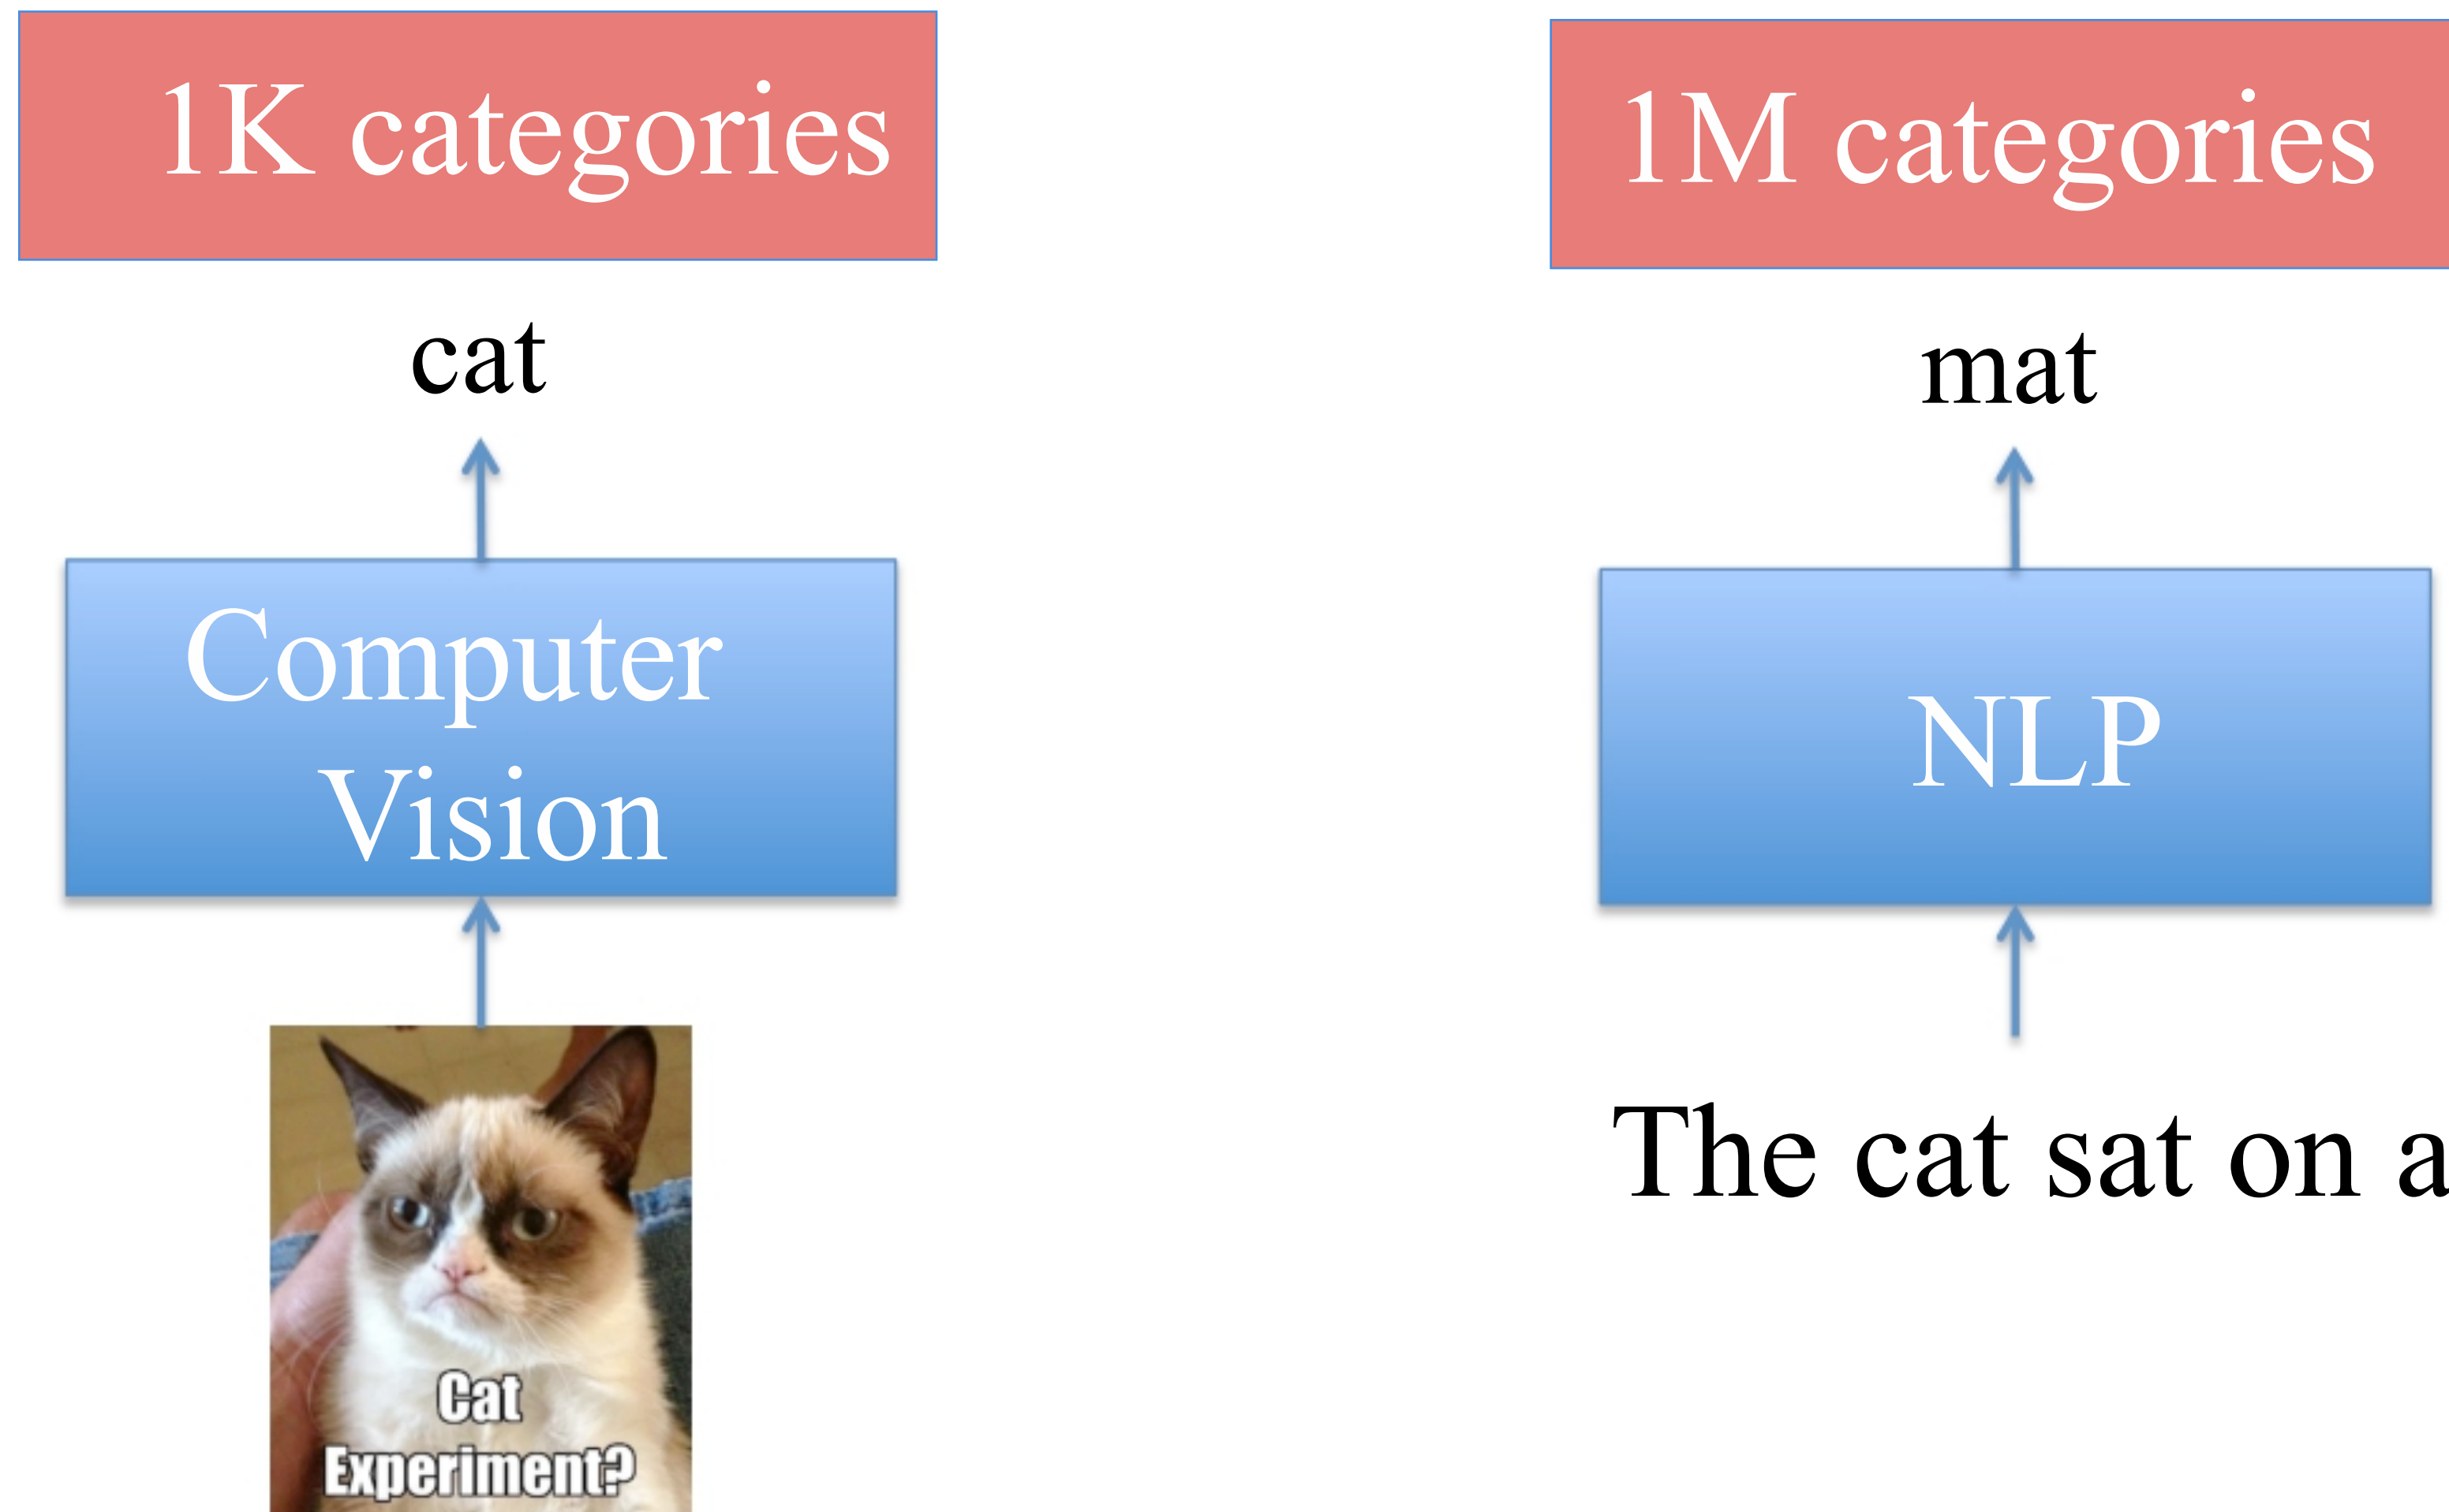 1K categories
cat
Computer
Vision
Cat
Experiment?
1M categories
mat
NLP
The cat sat on a